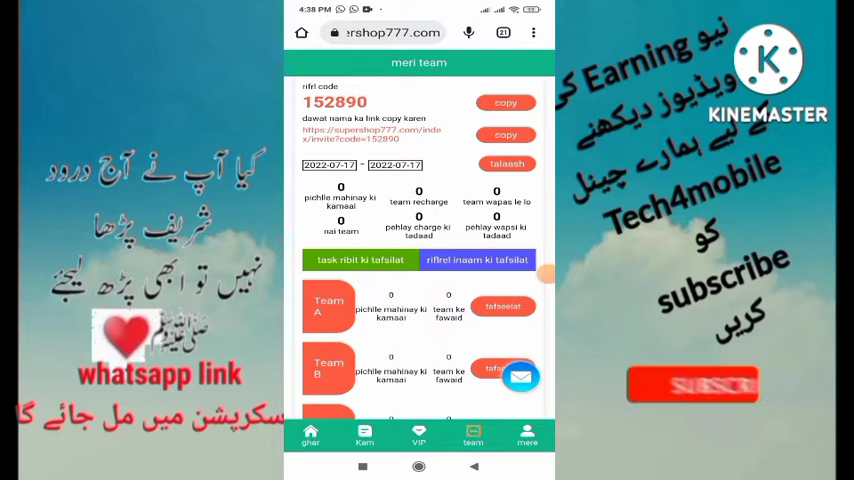 4:38 PM
ershop777.com
21
meri team
rifrl code
152890
copy
dawat nama ka link copy karen
https://supershop777.com/inde
x/invite?code=152890
copy
2022-07-17 - 2022-07-17
talaash
0
pichlle mahinay ki
kamaai
0
team recharge
0
team wapas le lo
0
nai team
0
pehlay charge ki
tadaad
0
pehlay wapsi ki
tadaad
task ribit ki tafsilat
riflrel inaam ki tafsilat
Team
A
0
pichlle mahinay ki
kamaai
0
team ke
fawaid
tafseelat
Team
B
0
pichlle mahinay ki
kamaai
0
team ke
fawaid
ghar
Kam
VIP
team
mere
کیا آپ نے آج درود
شریف پڑھا
نہیں تو ابھی پڑھ لیجئے
ﷺ
whatsapp link
سکرپشن میں مل جائے گا
نیو Earning کی
ویڈیوز دیکھنے
کے لیے ہمارے چینل
Tech4mobile
کو
subscribe
کریں
K
KINEMASTER